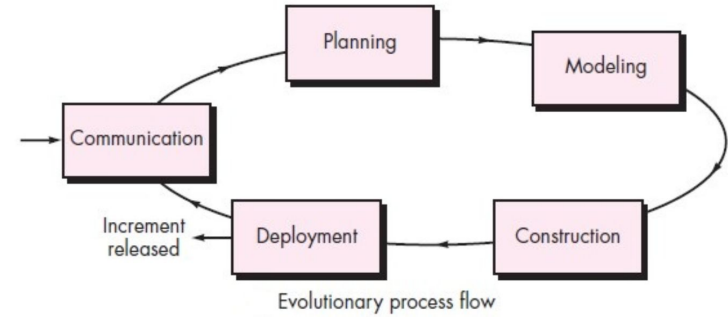 Planning
Modeling
Communication
Increment
released
Deployment
Construction
Evolutionary process flow